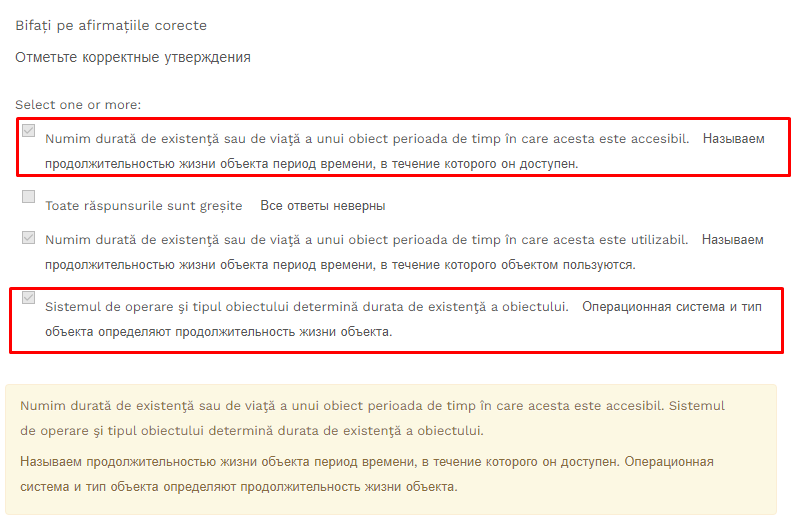 Bifați pe afirmațiile corecte
Отметьте корректные утверждения
Select one or more:
Numim durată de existenţă sau de viaţă a unui obiect perioada de timp în care acesta este accesibil. Называем
продолжительностью жизни объекта период времени, в течение которого он доступен.
Toate răspunsurile sunt greșite Все ответы неверны
Numim durată de existenţă sau de viaţă a unui obiect perioada de timp în care acesta este utilizabil. Называем
продолжительностью жизни объекта период времени, в течение которого объектом пользуются.
Sistemul de operare şi tipul obiectului determină durata de existenţă a obiectului. Операционная система и тип
объекта определяют продолжительность жизни объекта.
Numim durată de existenţă sau de viaţă a unui obiect perioada de timp în care acesta este accesibil. Sistemul
de operare şi tipul obiectului determină durata de existenţă a obiectului.
Называем продолжительностью жизни объекта период времени, в течение которого он доступен. Операционная
система и тип объекта определяют продолжительность жизни объекта.